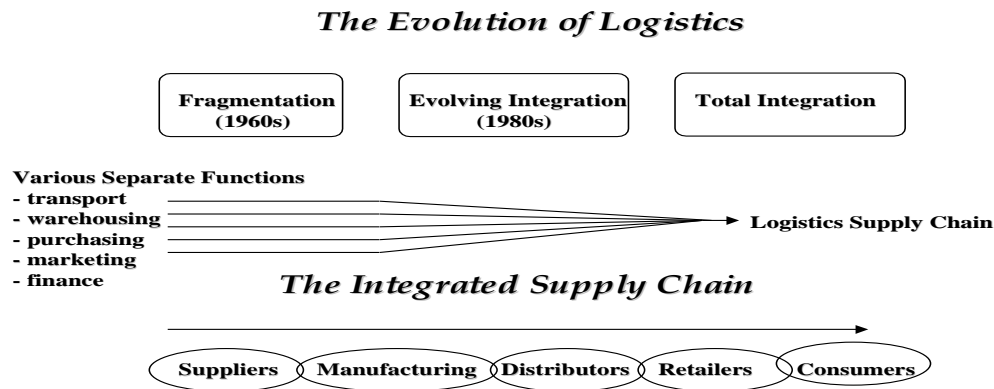 The Evolution of Logistics
Fragmentation
(1960s)
Evolving Integration
(1980s)
Total Integration
Various Separate Functions
- transport
- warehousing
- purchasing
- marketing
- finance
Logistics Supply Chain
The Integrated Supply Chain
Suppliers
Manufacturing
Distributors
Retailers
Consumers